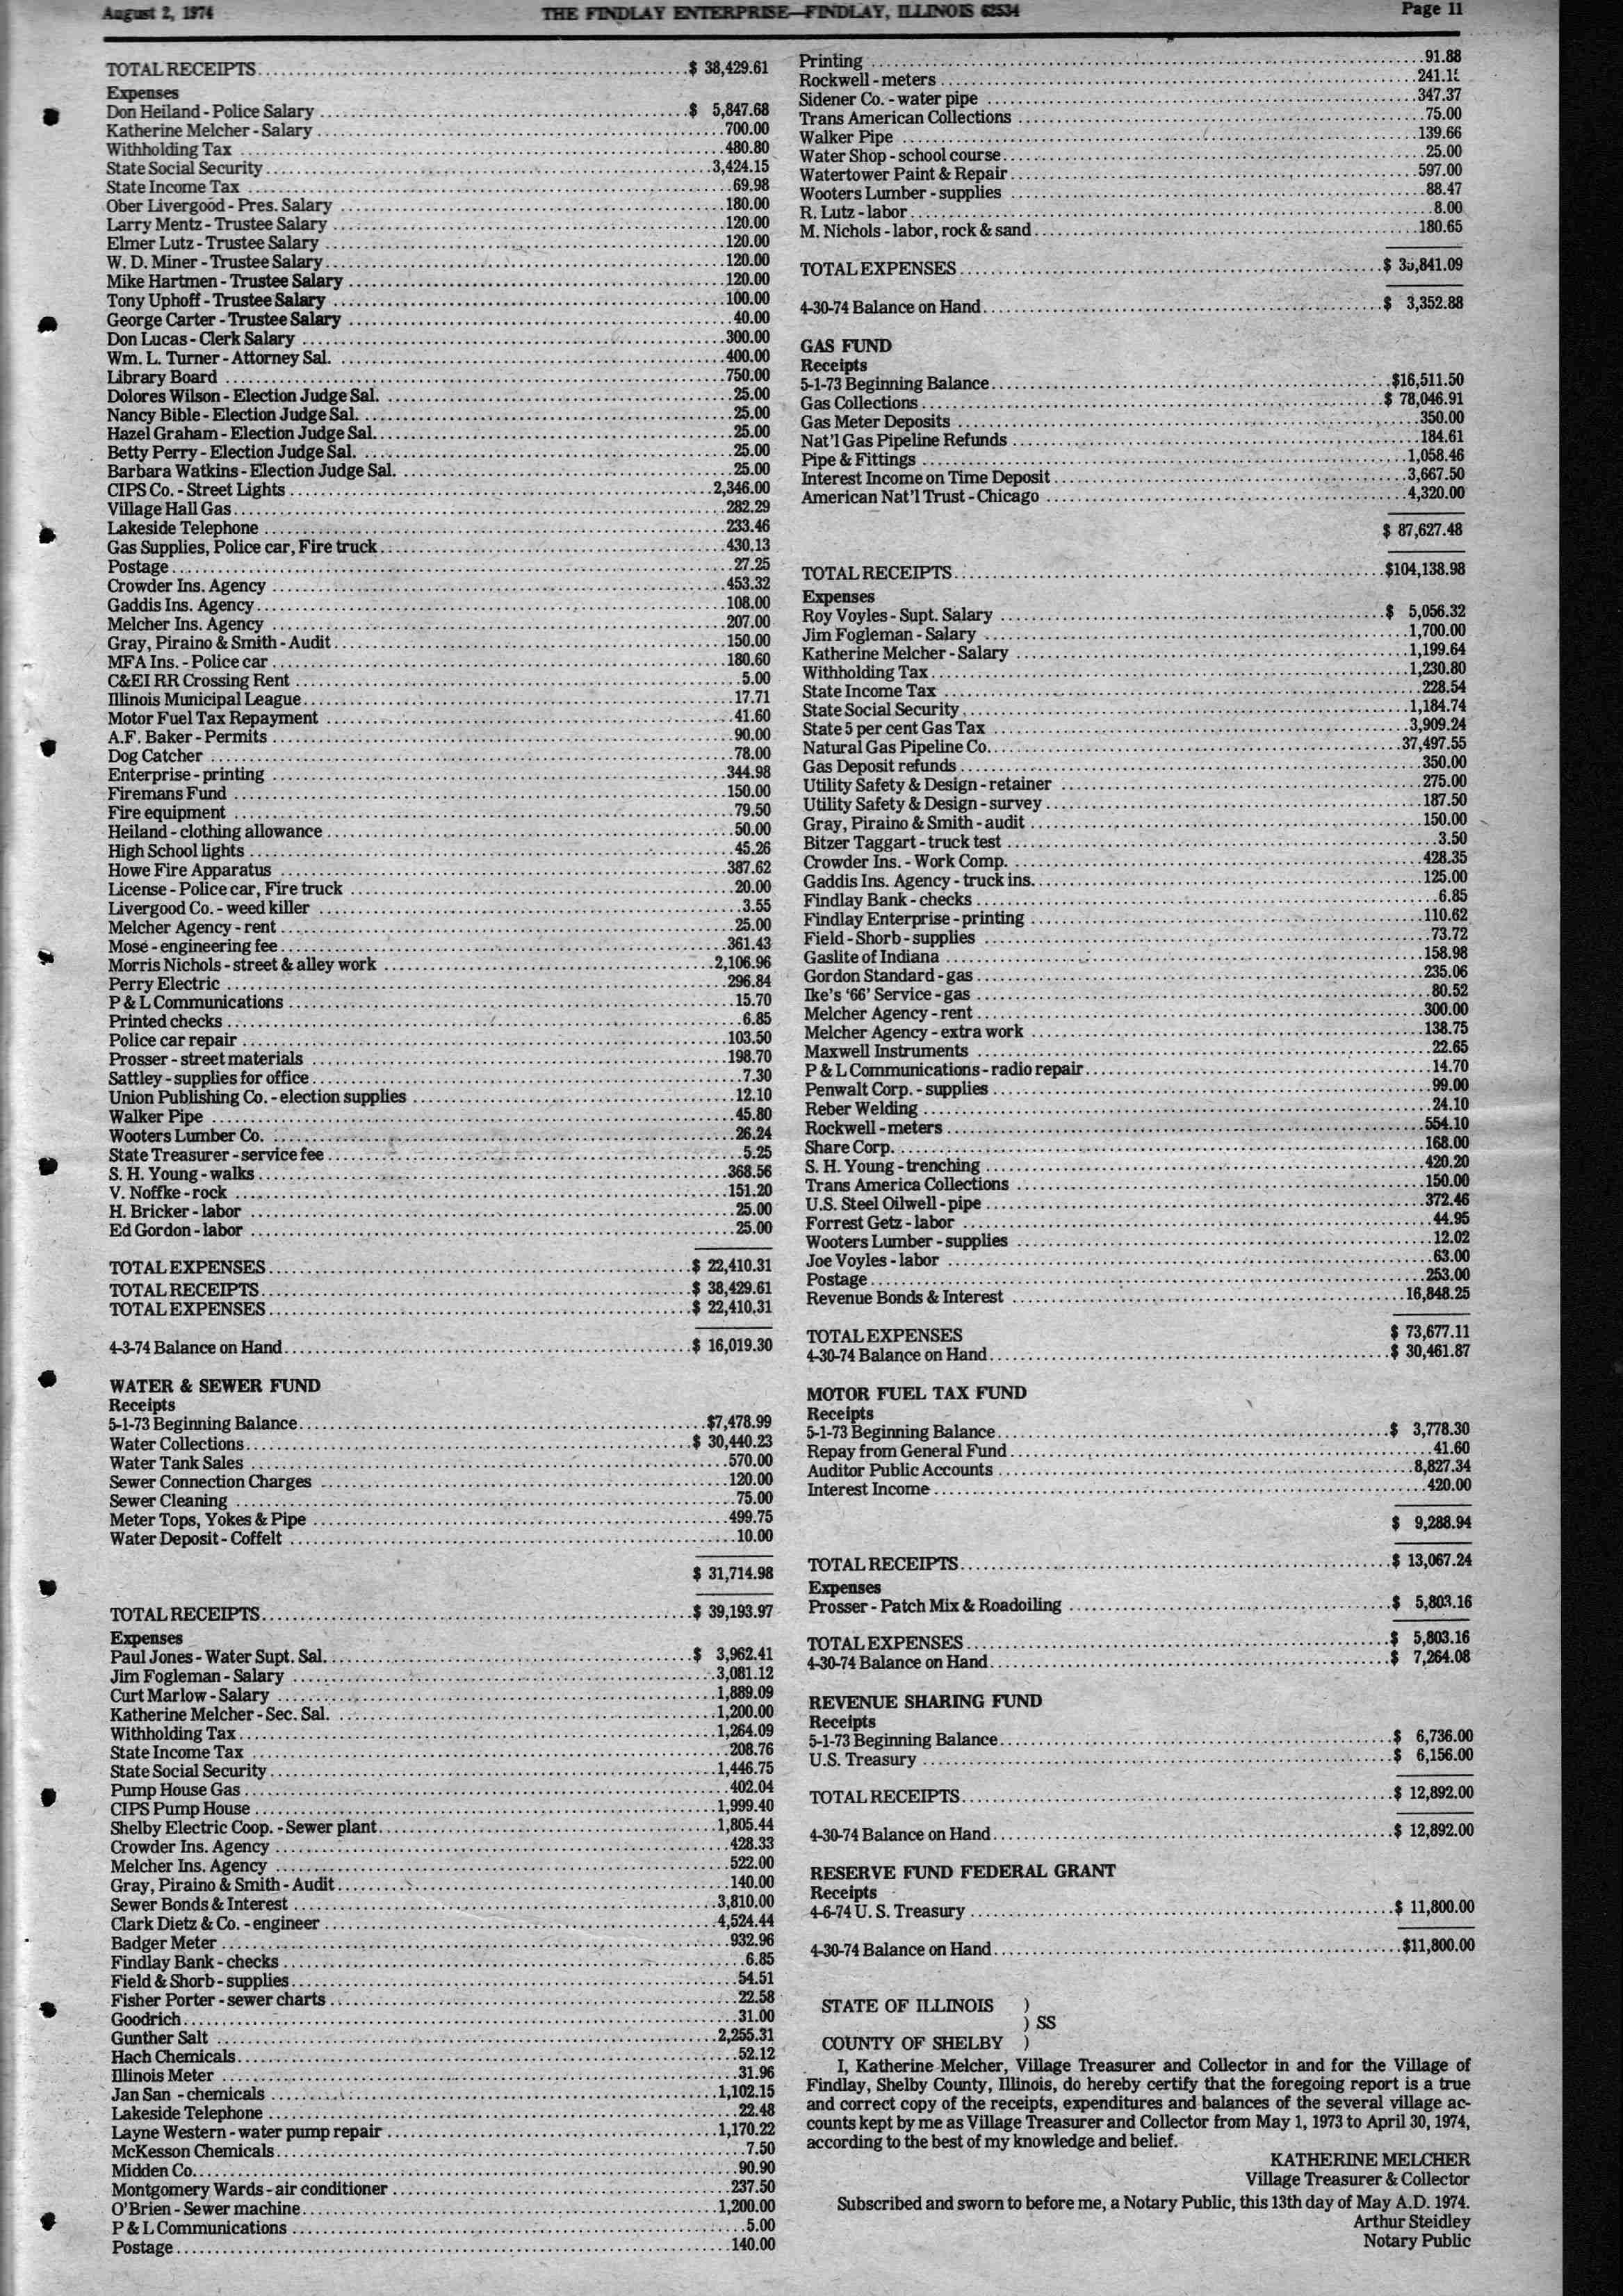 August 2, 1974 THE FINDLAY ENTERPRISE—FINDLAY, ILLINOIS 62534 Page 11
TOTAL RECEIPTS $ 38,429.61
Expenses
Don Heiland - Police Salary $ 5,847.68
Katherine Melcher - Salary 700.00
Withholding Tax 480.80
State Social Security 3,424.15
State Income Tax 69.98
Ober Livergood - Pres. Salary 180.00
Larry Mentz - Trustee Salary 120.00
Elmer Lutz - Trustee Salary 120.00
W. D. Miner - Trustee Salary 120.00
Mike Hartmen - Trustee Salary 120.00
Tony Uphoff - Trustee Salary 100.00
George Carter - Trustee Salary 40.00
Don Lucas - Clerk Salary 300.00
Wm. L. Turner - Attorney Sal. 400.00
Library Board 750.00
Dolores Wilson - Election Judge Sal. 25.00
Nancy Bible - Election Judge Sal. 25.00
Hazel Graham - Election Judge Sal. 25.00
Betty Perry - Election Judge Sal. 25.00
Barbara Watkins - Election Judge Sal. 25.00
CIPS Co. - Street Lights 2,346.00
Village Hall Gas 282.29
Lakeside Telephone 233.46
Gas Supplies, Police car, Fire truck 430.13
Postage 27.25
Crowder Ins. Agency 453.32
Gaddis Ins. Agency 108.00
Melcher Ins. Agency 207.00
Gray, Piraino & Smith - Audit 150.00
MFA Ins. - Police car 180.60
C&EI RR Crossing Rent 5.00
Illinois Municipal League 17.71
Motor Fuel Tax Repayment 41.60
A.F. Baker - Permits 90.00
Dog Catcher 78.00
Enterprise - printing 344.98
Firemans Fund 150.00
Fire equipment 79.50
Heiland - clothing allowance 50.00
High School lights 45.26
Howe Fire Apparatus 387.62
License - Police car, Fire truck 20.00
Livergood Co. - weed killer 3.55
Melcher Agency - rent 25.00
Mose - engineering fee 361.43
Morris Nichols - street & alley work 2,106.96
Perry Electric 296.84
P & L Communications 15.70
Printed checks 6.85
Police car repair 103.50
Prosser - street materials 198.70
Sattley - supplies for office 7.30
Union Publishing Co. - election supplies 12.10
Walker Pipe 45.80
Wooters Lumber Co. 26.24
State Treasurer - service fee 5.25
S. H. Young - walks 368.56
V. Noffke - rock 151.20
H. Bricker - labor 25.00
Ed Gordon - labor 25.00
TOTAL EXPENSES $ 22,410.31
TOTAL RECEIPTS $ 38,429.61
TOTAL EXPENSES $ 22,410.31
4-3-74 Balance on Hand $ 16,019.30
WATER & SEWER FUND
Receipts
5-1-73 Beginning Balance $7,478.99
Water Collections $ 30,440.23
Water Tank Sales 570.00
Sewer Connection Charges 120.00
Sewer Cleaning 75.00
Meter Tops, Yokes & Pipe 499.75
Water Deposit - Coffelt 10.00
$ 31,714.98
TOTAL RECEIPTS $ 39,193.97
Expenses
Paul Jones - Water Supt. Sal. $ 3,962.41
Jim Fogleman - Salary 3,081.12
Curt Marlow - Salary 1,889.09
Katherine Melcher - Sec. Sal. 1,200.00
Withholding Tax 1,264.09
State Income Tax 208.76
State Social Security 1,446.75
Pump House Gas 402.04
CIPS Pump House 1,999.40
Shelby Electric Coop. - Sewer plant 1,805.44
Crowder Ins. Agency 428.33
Melcher Ins. Agency 522.00
Gray, Piraino & Smith - Audit 140.00
Sewer Bonds & Interest 3,810.00
Clark Dietz & Co. - engineer 4,524.44
Badger Meter 932.96
Findlay Bank - checks 6.85
Field & Shorb - supplies 54.51
Fisher Porter - sewer charts 22.58
Goodrich 31.00
Gunther Salt 2,255.31
Hach Chemicals 52.12
Illinois Meter 31.96
Jan San - chemicals 1,102.15
Lakeside Telephone 22.48
Layne Western - water pump repair 1,170.22
McKesson Chemicals 7.50
Midden Co. 90.90
Montgomery Wards - air conditioner 237.50
O'Brien - Sewer machine 1,200.00
P & L Communications 5.00
Postage 140.00
Printing 91.88
Rockwell - meters
Sidener Co. - water pipe 347.37
Trans American Collections 75.00
Walker Pipe 139.66
Water Shop - school course 25.00
Watertower Paint & Repair 597.00
Wooters Lumber - supplies 88.47
R. Lutz - labor 8.00
M. Nichols - labor, rock & sand 180.65
TOTAL EXPENSES
4-30-74 Balance on Hand $ 3,352.88
GAS FUND
Receipts
5-1-73 Beginning Balance $16,511.50
Gas Collections $ 78,046.91
Gas Meter Deposits 350.00
Nat'l Gas Pipeline Refunds 184.61
Pipe & Fittings 1,058.46
Interest Income on Time Deposit 3,667.50
American Nat'l Trust - Chicago 4,320.00
$ 87,627.48
TOTAL RECEIPTS $104,138.98
Expenses
Roy Voyles - Supt. Salary $ 5,056.32
Jim Fogleman - Salary 1,700.00
Katherine Melcher - Salary 1,199.64
Withholding Tax 1,230.80
State Income Tax 228.54
State Social Security 1,184.74
State 5 per cent Gas Tax 3,909.24
Natural Gas Pipeline Co. 37,497.55
Gas Deposit refunds 350.00
Utility Safety & Design - retainer 275.00
Utility Safety & Design - survey 187.50
Gray, Piraino & Smith - audit 150.00
Bitzer Taggart - truck test 3.50
Crowder Ins. - Work Comp. 428.35
Gaddis Ins. Agency - truck ins. 125.00
Findlay Bank - checks 6.85
Findlay Enterprise - printing 110.62
Field - Shorb - supplies 73.72
Gaslite of Indiana 158.98
Gordon Standard - gas 235.06
Ike's '66' Service - gas 80.52
Melcher Agency - rent 300.00
Melcher Agency - extra work 138.75
Maxwell Instruments 22.65
P & L Communications - radio repair 14.70
Penwalt Corp. - supplies 99.00
Reber Welding 24.10
Rockwell - meters 554.10
Share Corp. 168.00
S. H. Young - trenching 420.20
Trans America Collections 150.00
U.S. Steel Oilwell - pipe 372.46
Forrest Getz - labor 44.95
Wooters Lumber - supplies 12.02
Joe Voyles - labor 63.00
Postage 253.00
Revenue Bonds & Interest 16,848.25
TOTAL EXPENSES $ 73,677.11
4-30-74 Balance on Hand $ 30,461.87
MOTOR FUEL TAX FUND
Receipts
5-1-73 Beginning Balance $ 3,778.30
Repay from General Fund 41.60
Auditor Public Accounts 8,827.34
Interest Income 420.00
$ 9,288.94
TOTAL RECEIPTS $ 13,067.24
Expenses
Prosser - Patch Mix & Roadoiling $ 5,803.16
TOTAL EXPENSES $ 5,803.16
4-30-74 Balance on Hand $ 7,264.08
REVENUE SHARING FUND
Receipts
5-1-73 Beginning Balance $ 6,736.00
U.S. Treasury $ 6,156.00
TOTAL RECEIPTS $ 12,892.00
4-30-74 Balance on Hand $ 12,892.00
RESERVE FUND FEDERAL GRANT
Receipts
4-6-74 U. S. Treasury $ 11,800.00
4-30-74 Balance on Hand $11,800.00
STATE OF ILLINOIS )
) SS
COUNTY OF SHELBY )
I, Katherine Melcher, Village Treasurer and Collector in and for the Village of
Findlay, Shelby County, Illinois, do hereby certify that the foregoing report is a true
and correct copy of the receipts, expenditures and balances of the several village ac-
counts kept by me as Village Treasurer and Collector from May 1, 1973 to April 30, 1974,
according to the best of my knowledge and belief.
KATHERINE MELCHER
Village Treasurer & Collector
Subscribed and sworn to before me, a Notary Public, this 13th day of May A.D. 1974.
Arthur Steidley
Notary Public